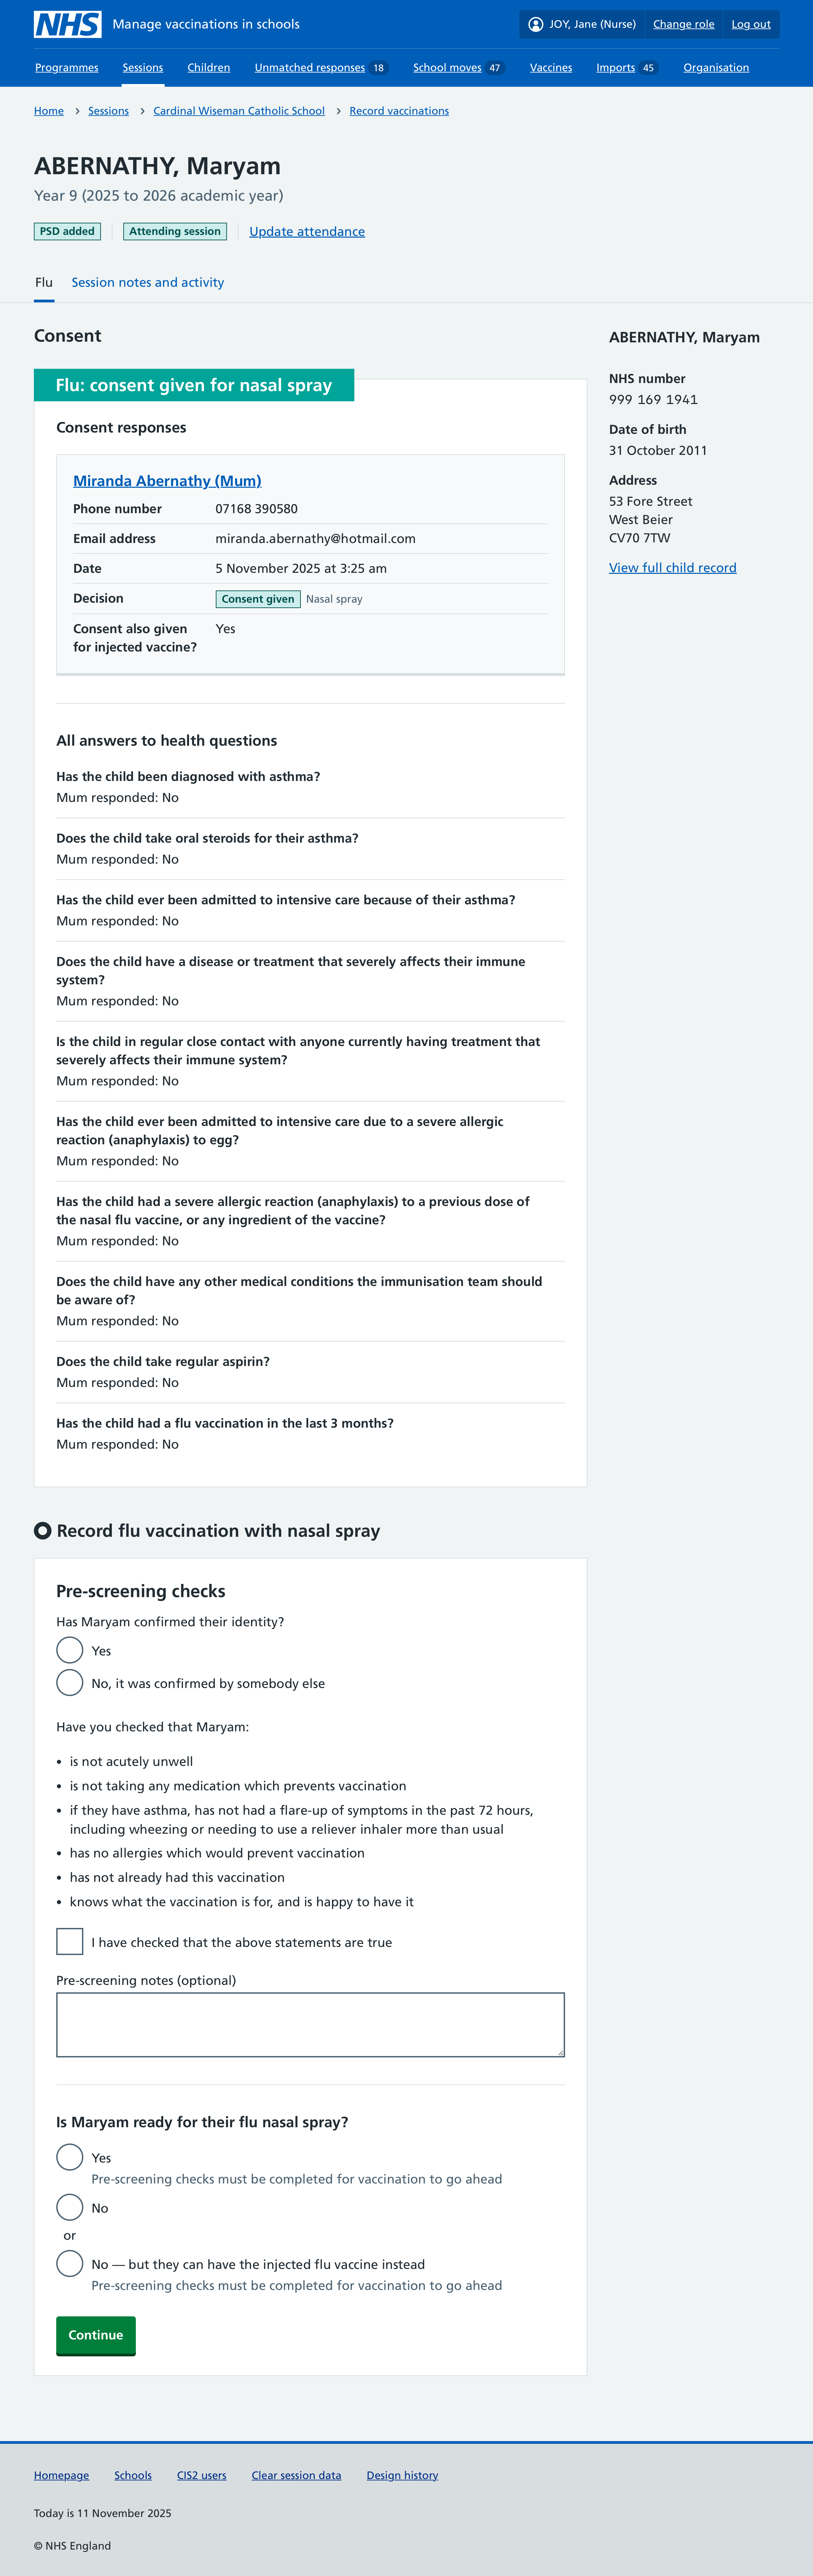 NHS Manage vaccinations in schools
JOY, Jane (Nurse) Change role Log out
Programmes Sessions Children Unmatched responses 18 School moves 47 Vaccines Imports 45 Organisation
Home Sessions Cardinal Wiseman Catholic School Record vaccinations
ABERNATHY, Maryam
Year 9 (2025 to 2026 academic year)
PSD added Attending session Update attendance
Flu Session notes and activity
Consent
Flu: consent given for nasal spray
Consent responses
Miranda Abernathy (Mum)
Phone number 07168 390580
Email address miranda.abernathy@hotmail.com
Date 5 November 2025 at 3:25 am
Decision Consent given Nasal spray
Consent also given Yes
for injected vaccine?
All answers to health questions
Has the child been diagnosed with asthma?
Mum responded: No
Does the child take oral steroids for their asthma?
Mum responded: No
Has the child ever been admitted to intensive care because of their asthma?
Mum responded: No
Does the child have a disease or treatment that severely affects their immune
system?
Mum responded: No
Is the child in regular close contact with anyone currently having treatment that
severely affects their immune system?
Mum responded: No
Has the child ever been admitted to intensive care due to a severe allergic
reaction (anaphylaxis) to egg?
Mum responded: No
Has the child had a severe allergic reaction (anaphylaxis) to a previous dose of
the nasal flu vaccine, or any ingredient of the vaccine?
Mum responded: No
Does the child have any other medical conditions the immunisation team should
be aware of?
Mum responded: No
Does the child take regular aspirin?
Mum responded: No
Has the child had a flu vaccination in the last 3 months?
Mum responded: No
ABERNATHY, Maryam
NHS number
999 169 1941
Date of birth
31 October 2011
Address
53 Fore Street
West Beier
CV70 7TW
View full child record
Record flu vaccination with nasal spray
Pre-screening checks
Has Maryam confirmed their identity?
Yes
No, it was confirmed by somebody else
Have you checked that Maryam:
• is not acutely unwell
• is not taking any medication which prevents vaccination
• if they have asthma, has not had a flare-up of symptoms in the past 72 hours,
including wheezing or needing to use a reliever inhaler more than usual
• has no allergies which would prevent vaccination
• has not already had this vaccination
• knows what the vaccination is for, and is happy to have it
I have checked that the above statements are true
Pre-screening notes (optional)
Is Maryam ready for their flu nasal spray?
Yes
Pre-screening checks must be completed for vaccination to go ahead
No
or
No — but they can have the injected flu vaccine instead
Pre-screening checks must be completed for vaccination to go ahead
Continue
Homepage Schools CIS2 users Clear session data Design history
Today is 11 November 2025
© NHS England